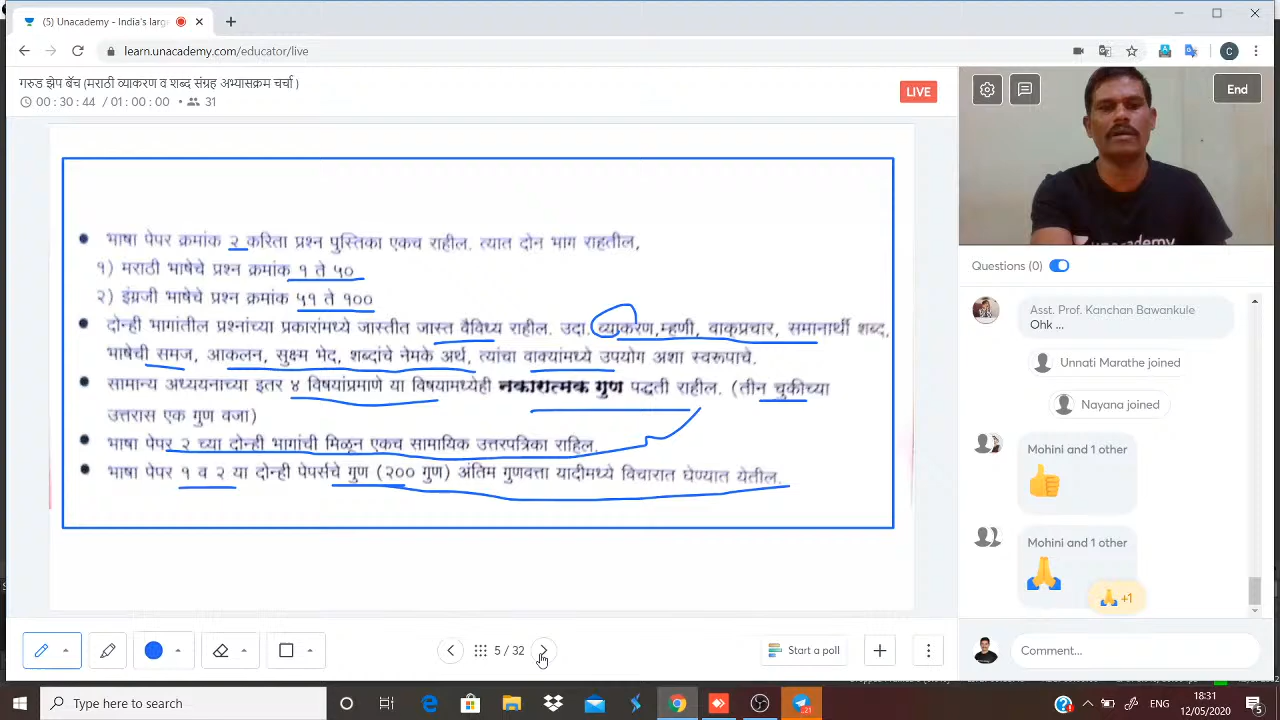 (5) Unacademy - India's larg
learn.unacademy.com/educator/live
C
गरुड झेप बॅच (मराठी व्याकरण व शब्द संग्रह अभ्यासक्रम चर्चा )
00 : 30 : 44 / 01 : 00 : 00 • 31
LIVE
End
भाषा पेपर क्रमांक २ करिता प्रश्न पुस्तिका एकच राहील. त्यात दोन भाग राहतील,
१) मराठी भाषेचे प्रश्न क्रमांक १ ते ५०
२) इंग्रजी भाषेचे प्रश्न क्रमांक ५१ ते १००
दोन्ही भागांतील प्रश्नांच्या प्रकारांमध्ये जास्तीत जास्त वैविध्य राहील. उदा. व्याकरण,म्हणी, वाक्प्रचार, समानार्थी शब्द,
भाषेची समज, आकलन, सुक्ष्म भेद, शब्दांचे नेमके अर्थ, त्यांचा वाक्यांमध्ये उपयोग अशा स्वरूपाचे.
सामान्य अध्ययनाच्या इतर ४ विषयांप्रमाणे या विषयामध्येही नकारात्मक गुण पद्धती राहील. (तीन चुकीच्या
उत्तरास एक गुण वजा)
भाषा पेपर २ च्या दोन्ही भागांची मिळून एकच सामायिक उत्तरपत्रिका राहिल.
भाषा पेपर १ व २ या दोन्ही पेपर्सचे गुण (२०० गुण) अंतिम गुणवत्ता यादीमध्ये विचारात घेण्यात येतील.
unacademy
Questions (0)
Asst. Prof. Kanchan Bawankule
Ohk ...
Unnati Marathe joined
Nayana joined
Mohini and 1 other
Mohini and 1 other
+1
5 / 32
Start a poll
Comment...
Type here to search
21
ENG
18:31
12/05/2020
5